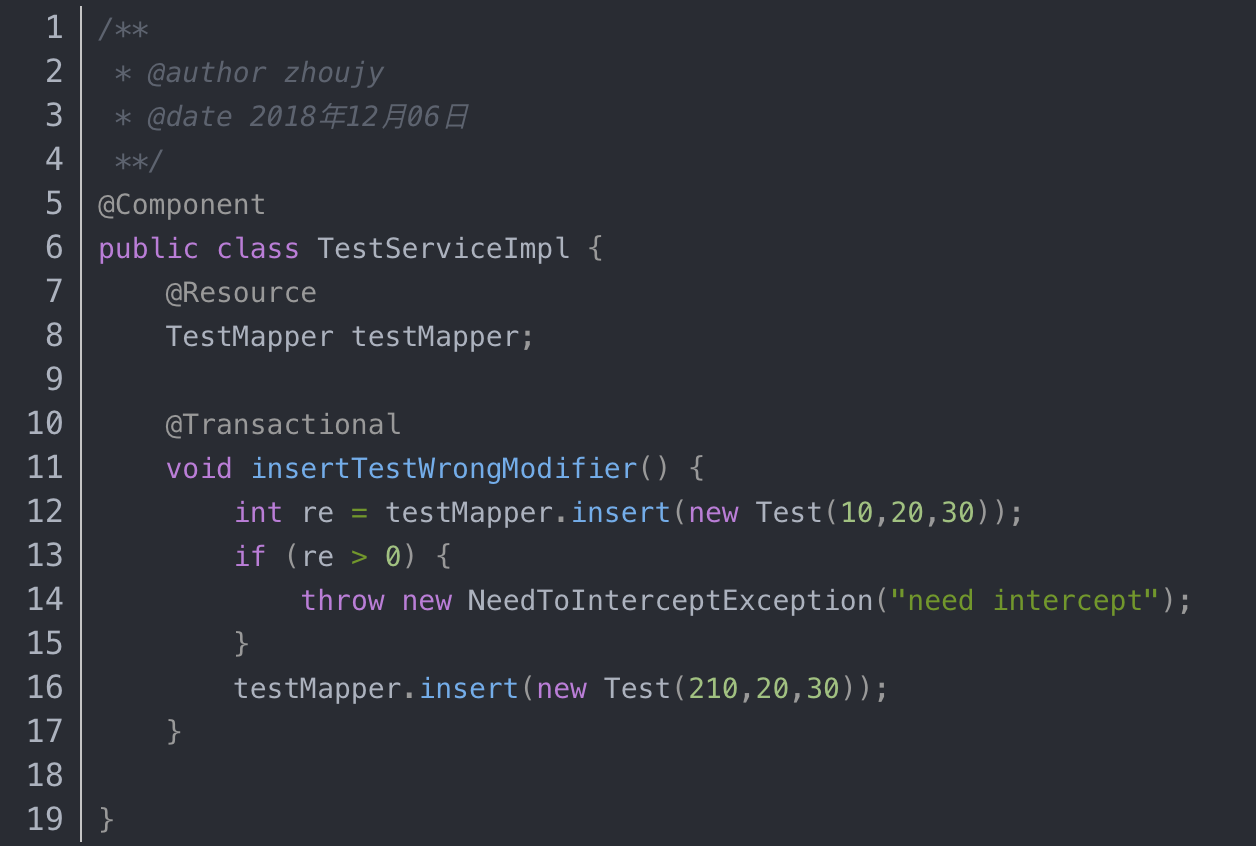 1 /**
2  * @author zhoujy
3  * @date 2018年12月06日
4  **/
5 @Component
6 public class TestServiceImpl {
7     @Resource
8     TestMapper testMapper;
9
10     @Transactional
11     void insertTestWrongModifier() {
12         int re = testMapper.insert(new Test(10,20,30));
13         if (re > 0) {
14             throw new NeedToInterceptException("need intercept");
15         }
16         testMapper.insert(new Test(210,20,30));
17     }
18
19 }